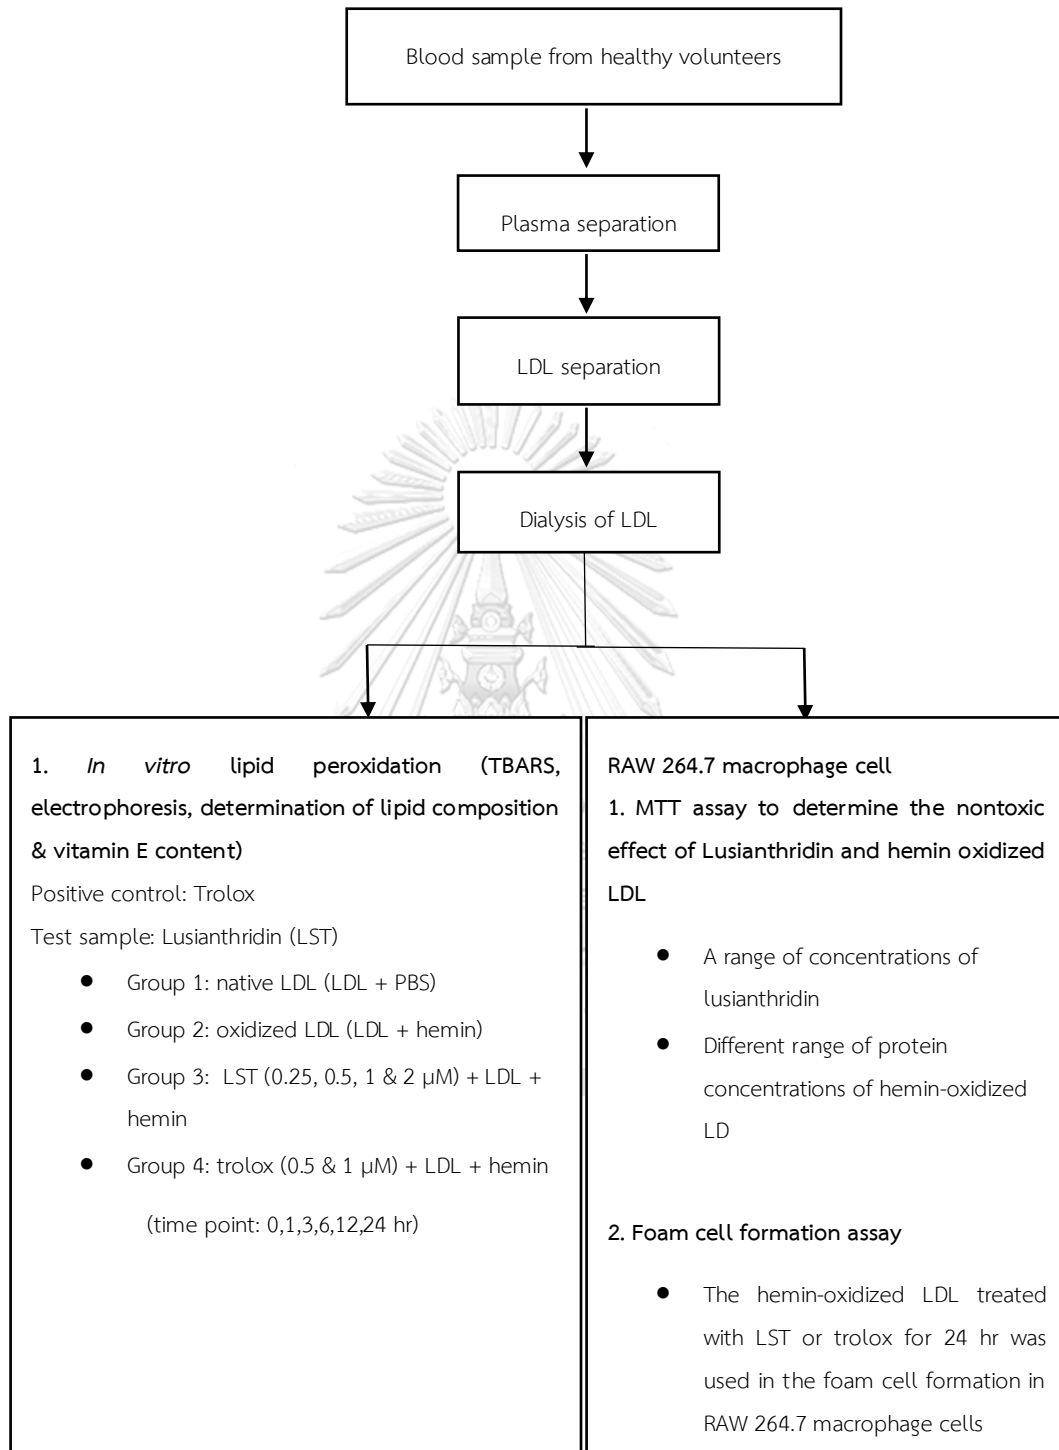 Blood sample from healthy volunteers
Plasma separation
LDL separation
Dialysis of LDL
1. In vitro lipid peroxidation (TBARS,
electrophoresis, determination of lipid composition
& vitamin E content)
Positive control: Trolox
Test sample: Lusianthridin (LST)
● Group 1: native LDL (LDL + PBS)
● Group 2: oxidized LDL (LDL + hemin)
● Group 3: LST (0.25, 0.5, 1 & 2 µM) + LDL +
hemin
● Group 4: trolox (0.5 & 1 µM) + LDL + hemin
(time point: 0,1,3,6,12,24 hr)
RAW 264.7 macrophage cell
1. MTT assay to determine the nontoxic
effect of Lusianthridin and hemin oxidized
LDL
● A range of concentrations of
lusianthridin
● Different range of protein
concentrations of hemin-oxidized
LD
2. Foam cell formation assay
● The hemin-oxidized LDL treated
with LST or trolox for 24 hr was
used in the foam cell formation in
RAW 264.7 macrophage cells